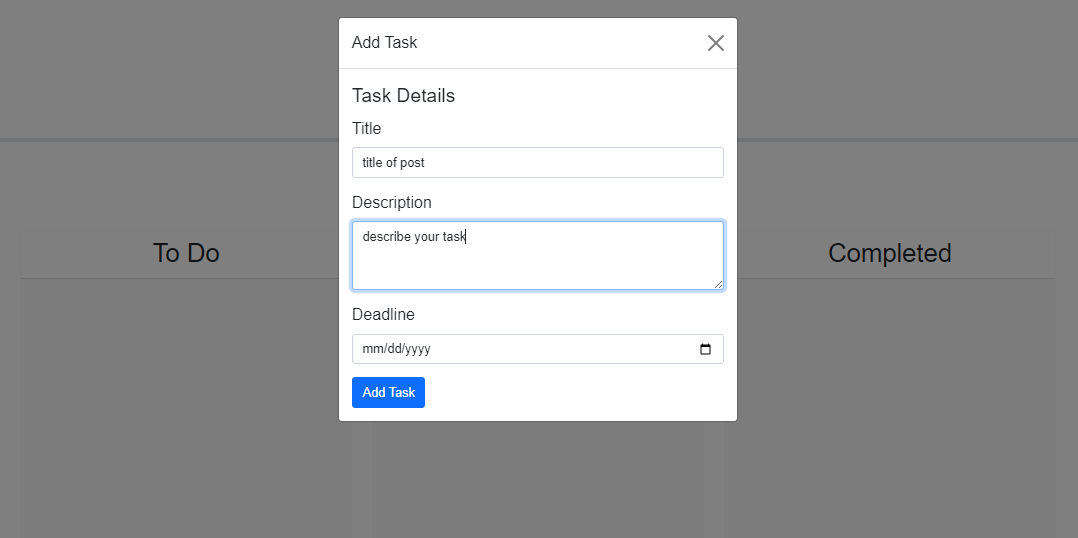 Add Task
Task Details
Title
title of post
Description
describe your task
Deadline
mm/dd/yyyy
Add Task
To Do
Completed